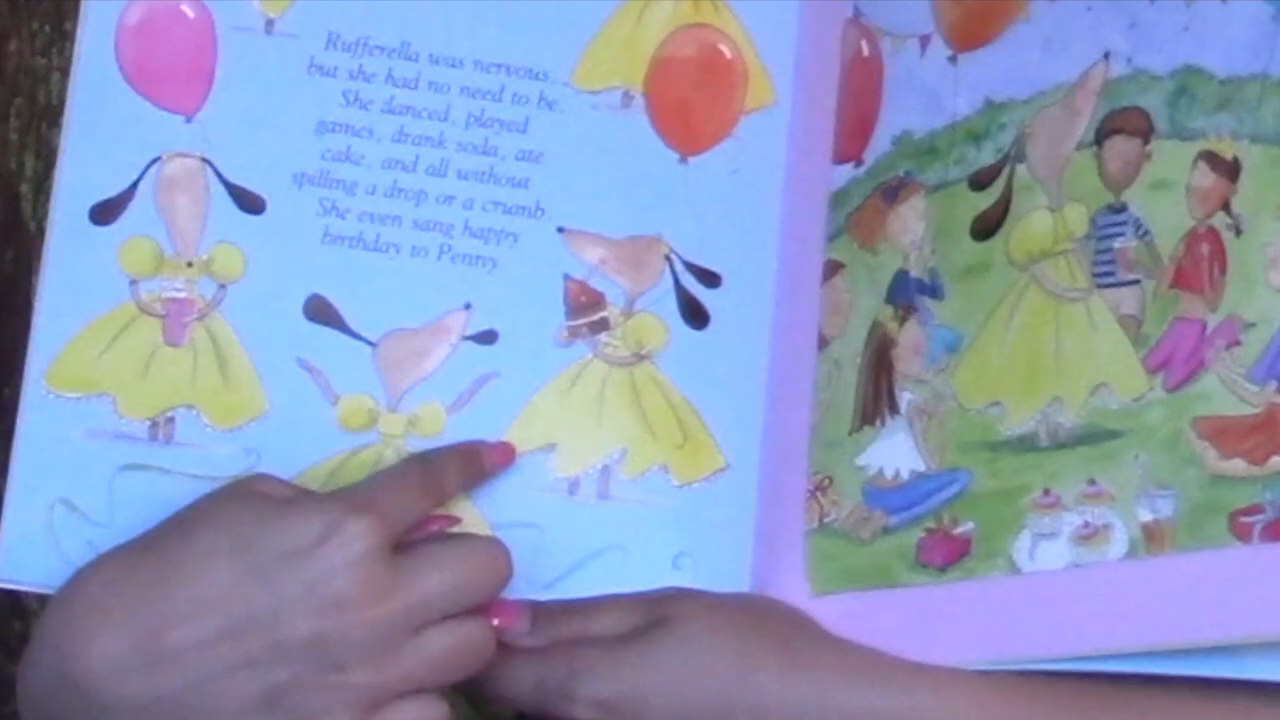 Rufferella was nervous,
but she had no need to be.
She danced, played
games, drank soda, ate
cake, and all without
spilling a drop or a crumb.
She even sang happy
birthday to Penny